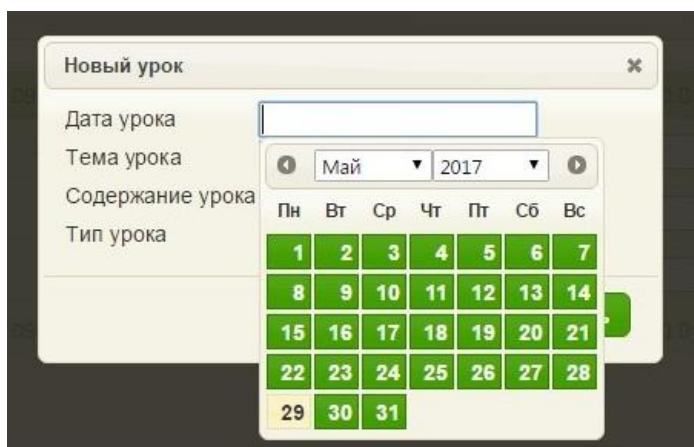 Новый урок
Дата урока
Тема урока
Май 2017
Содержание урока
Пн Вт Ср Чт Пт Сб Вс
Тип урока
1 2 3 4 5 6 7
8 9 10 11 12 13 14
15 16 17 18 19 20 21
22 23 24 25 26 27 28
29 30 31